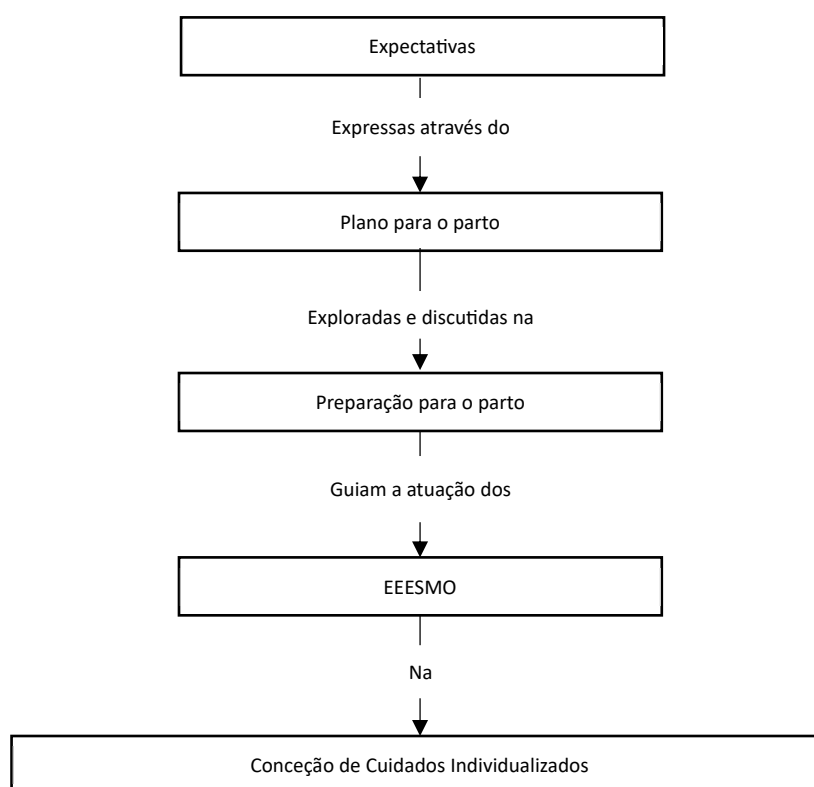 Expectativas
Expressas através do
Plano para o parto
Exploradas e discutidas na
Preparação para o parto
Guiam a atuação dos
EEESMO
Na
Conceção de Cuidados Individualizados